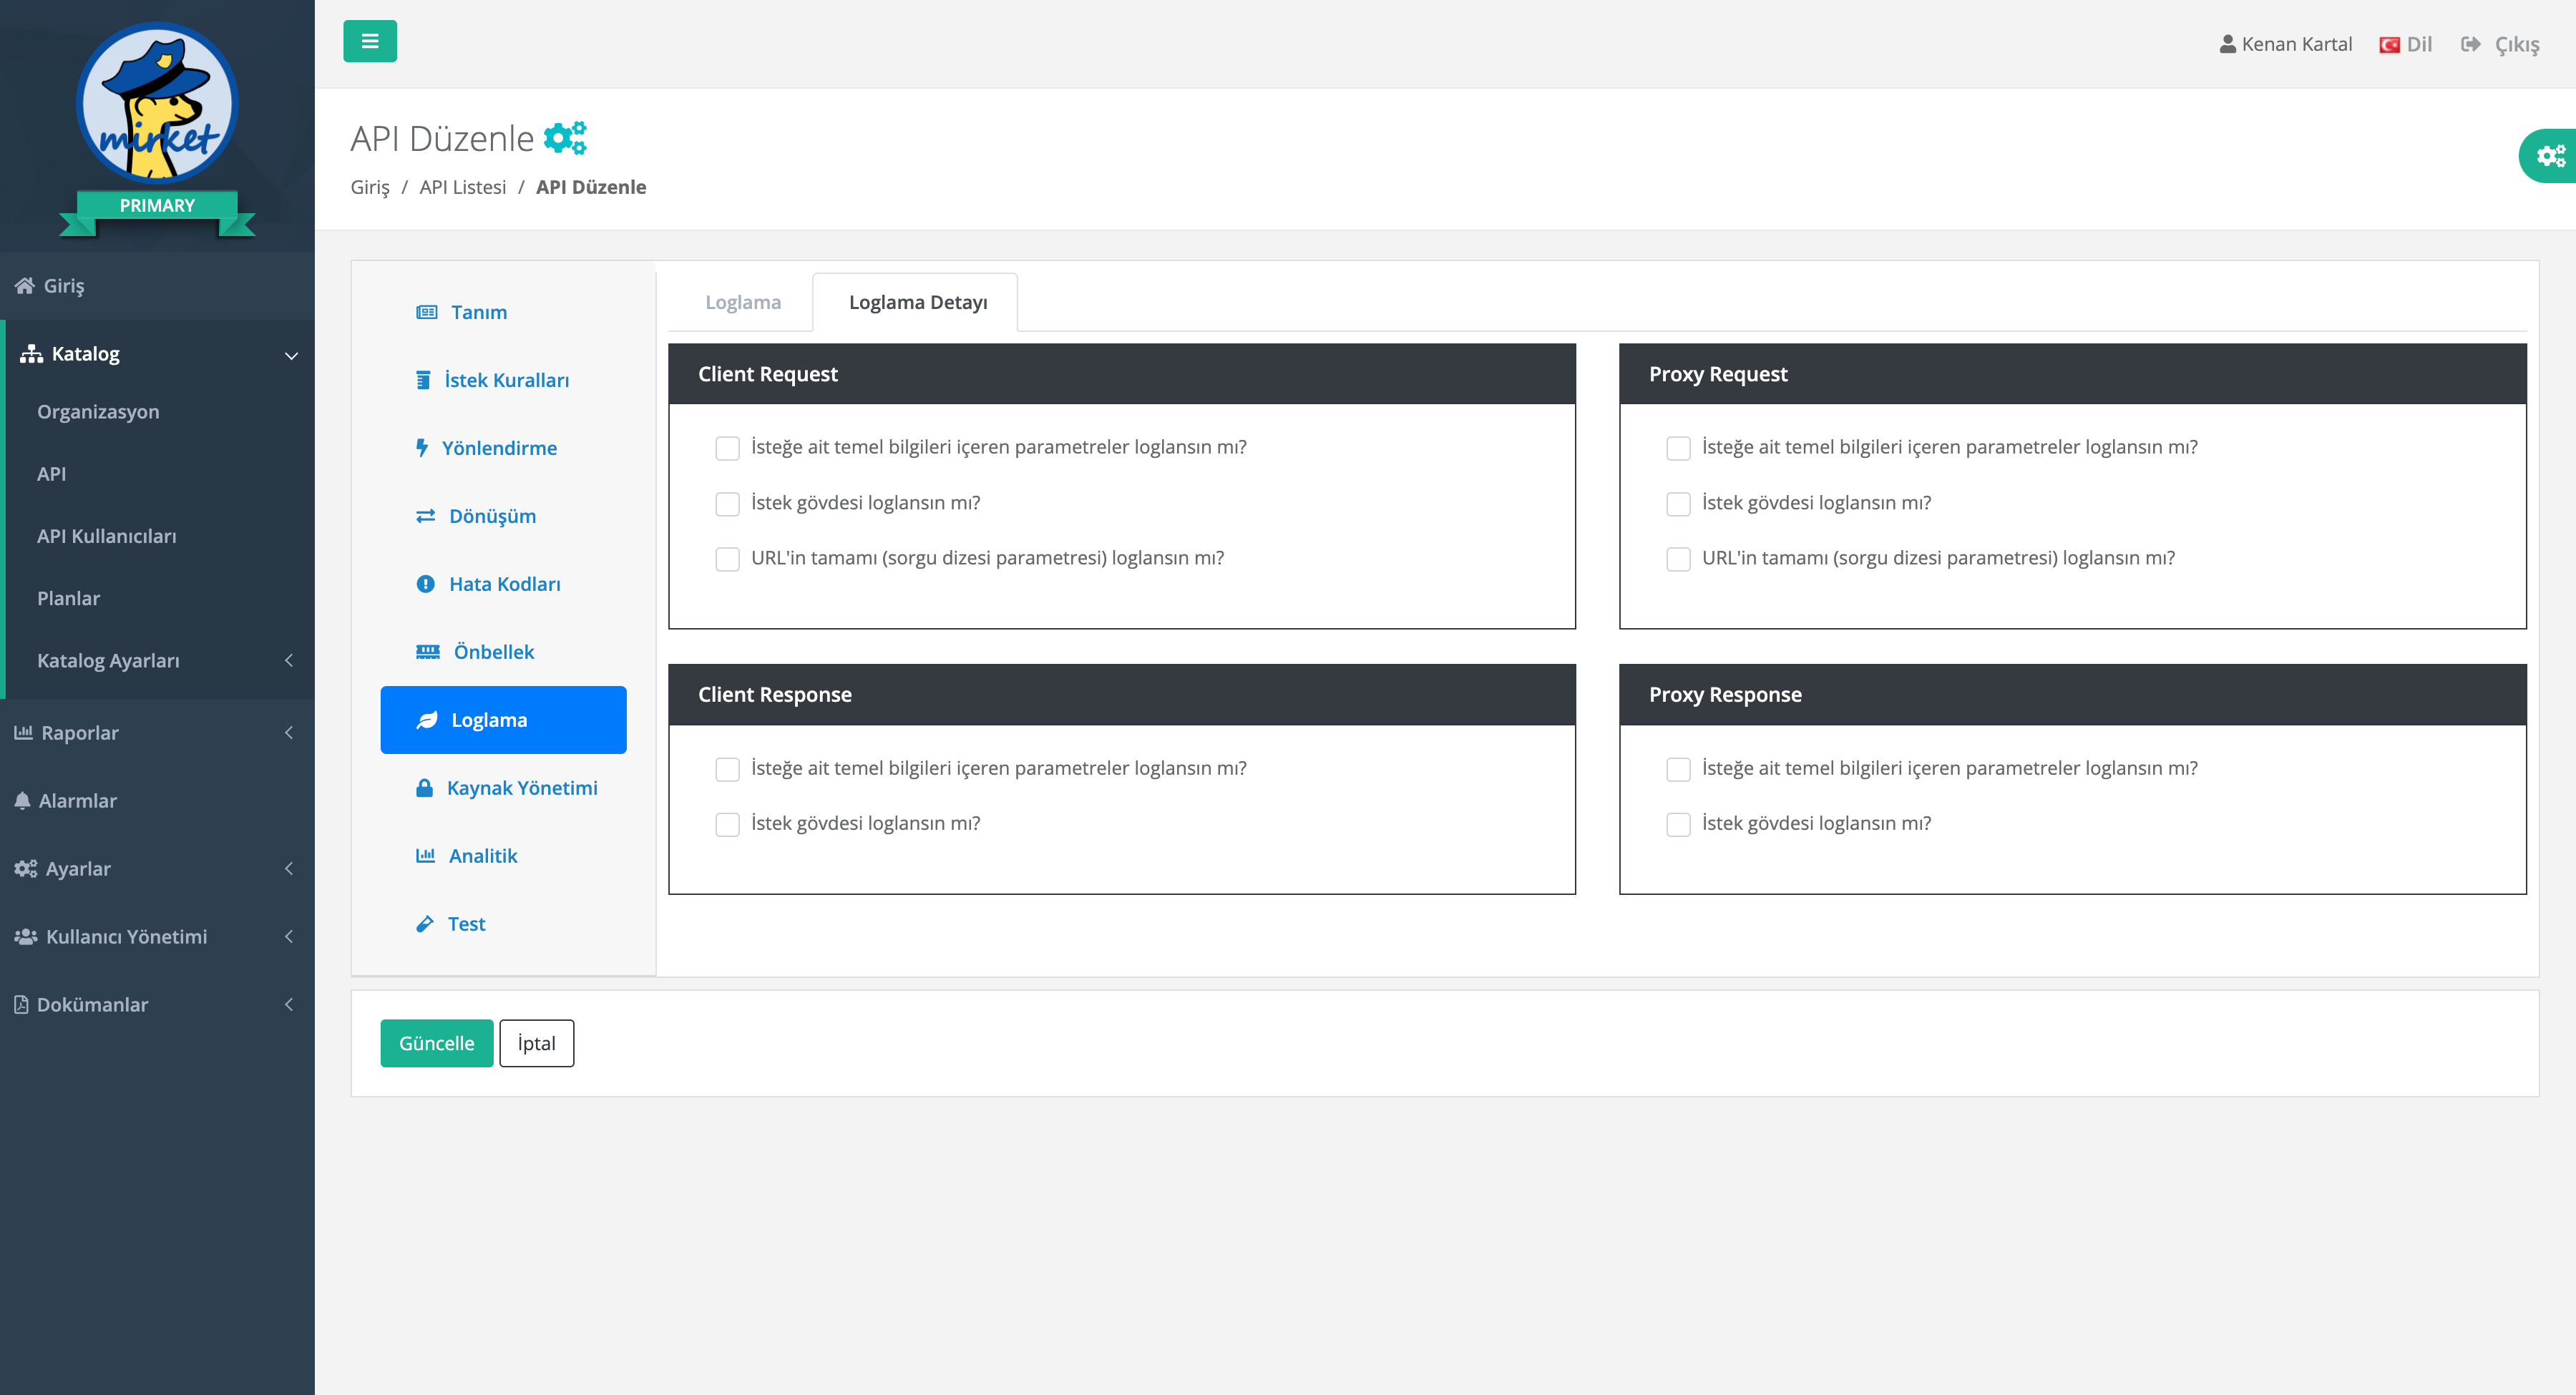 mirket
PRIMARY
Giriş
Katalog
Organizasyon
API
API Kullanıcıları
Planlar
Katalog Ayarları
Raporlar
Alarmlar
Ayarlar
Kullanıcı Yönetimi
Dokümanlar
Kenan Kartal Dil Çıkış
API Düzenle
Giriş / API Listesi / API Düzenle
Tanım
İstek Kuralları
Yönlendirme
Dönüşüm
Hata Kodları
Önbellek
Loglama
Kaynak Yönetimi
Analitik
Test
Loglama Loglama Detayı
Client Request
İsteğe ait temel bilgileri içeren parametreler loglansın mı?
İstek gövdesi loglansın mı?
URL'in tamamı (sorgu dizesi parametresi) loglansın mı?
Proxy Request
İsteğe ait temel bilgileri içeren parametreler loglansın mı?
İstek gövdesi loglansın mı?
URL'in tamamı (sorgu dizesi parametresi) loglansın mı?
Client Response
İsteğe ait temel bilgileri içeren parametreler loglansın mı?
İstek gövdesi loglansın mı?
Proxy Response
İsteğe ait temel bilgileri içeren parametreler loglansın mı?
İstek gövdesi loglansın mı?
Güncelle İptal